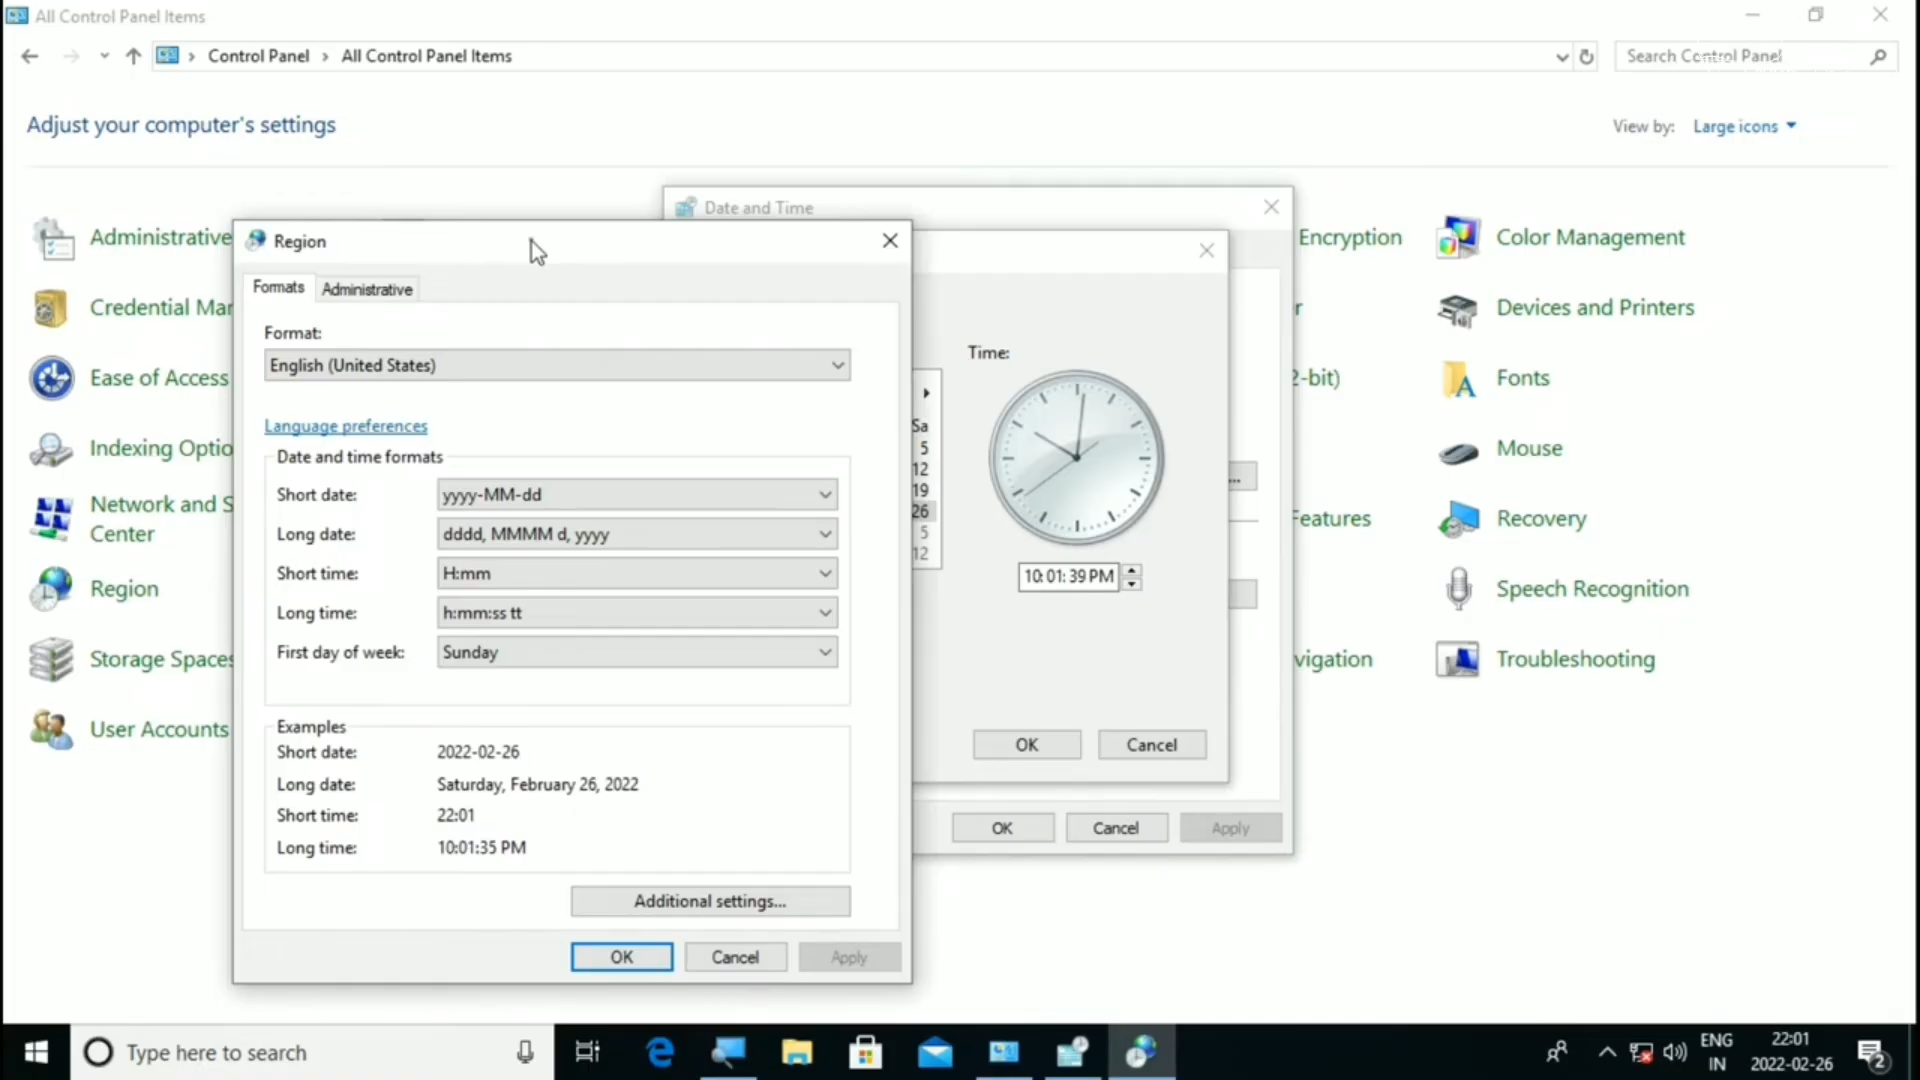 All Control Panel Items
Control Panel › All Control Panel Items
Search Control Panel
Adjust your computer's settings
View by: Large icons
Date and Time
Administrative
Region
Encryption
Color Management
Formats
Administrative
Credential Mar
r
Devices and Printers
Format:
Time:
English (United States)
Ease of Access
2-bit)
Fonts
Language preferences
Sa
Indexing Optio
Date and time formats
5
Mouse
12
Short date: yyyy-MM-dd
19
...
Network and S
Center
26
Features
Recovery
Long date: dddd, MMMM d, yyyy
5
12
Short time: H:mm
10:01:39 PM
Region
Speech Recognition
Long time: h:mm:ss tt
First day of week: Sunday
Storage Spaces
vigation
Troubleshooting
User Accounts
Examples
Short date: 2022-02-26
OK Cancel
Long date: Saturday, February 26, 2022
Short time: 22:01
OK Cancel Apply
Long time: 10:01:35 PM
Additional settings...
OK Cancel Apply
Type here to search
ENG
IN
22:01
2022-02-26
2